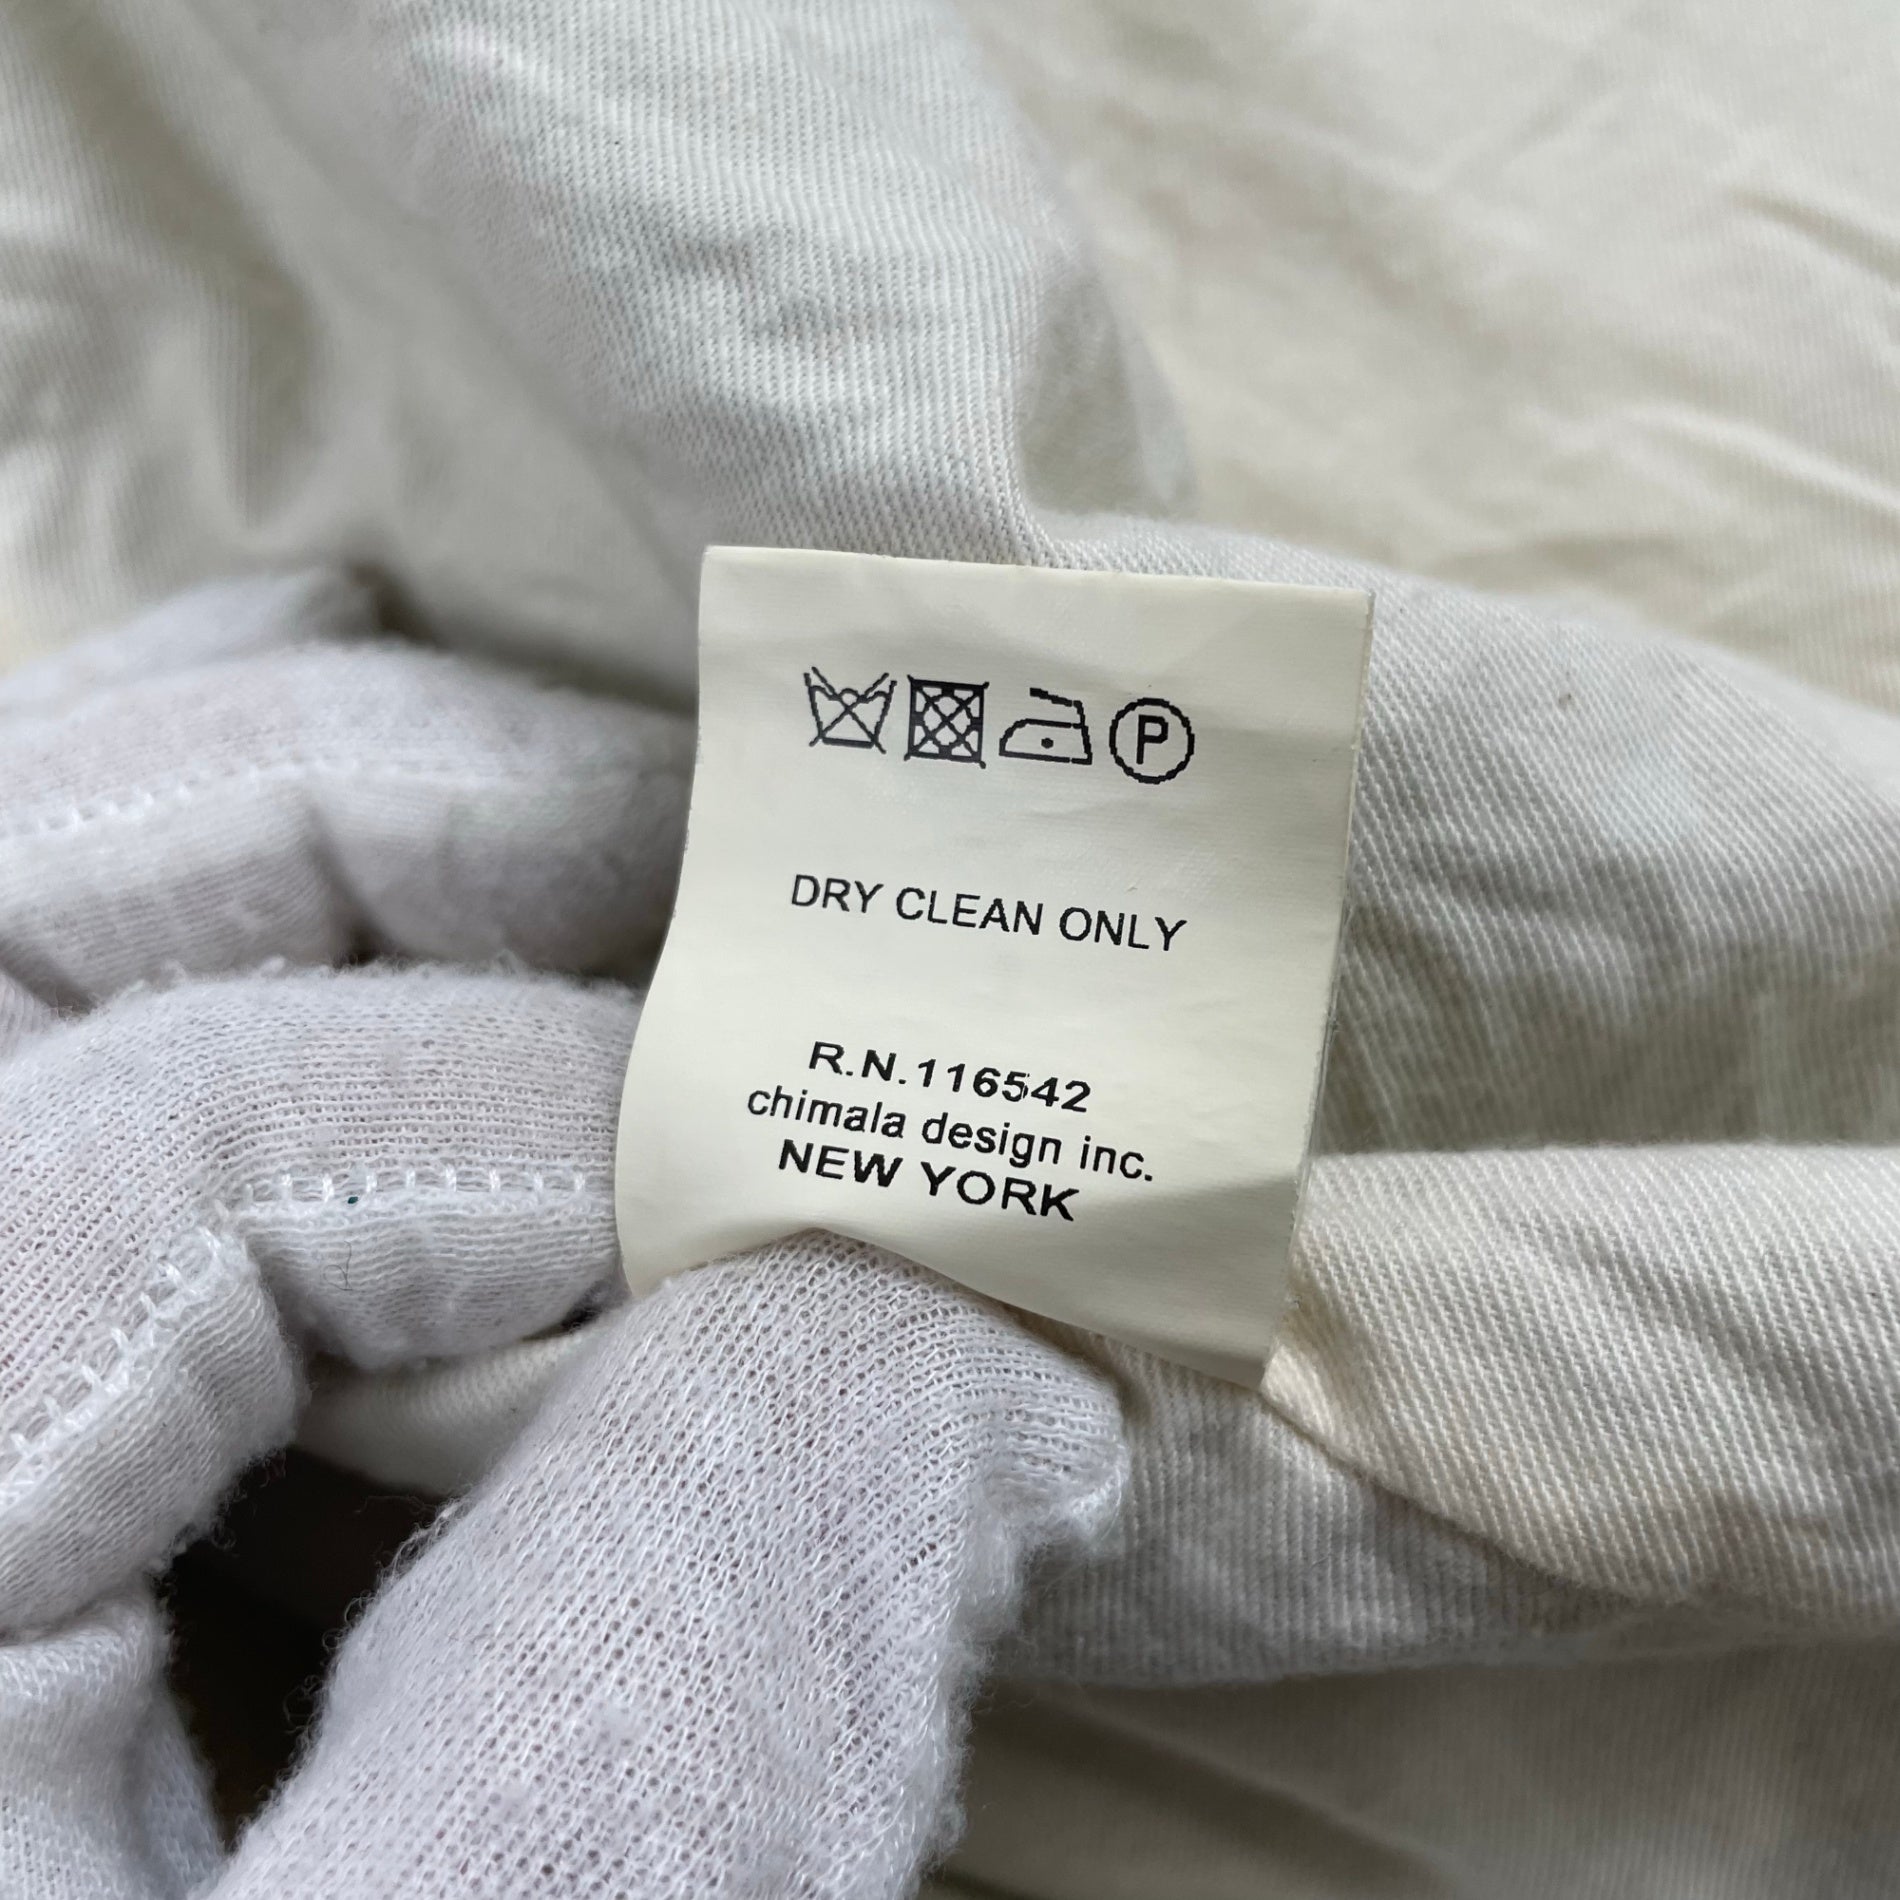 P
DRY CLEAN ONLY
R.N.116542
chimala design inc.
NEW YORK